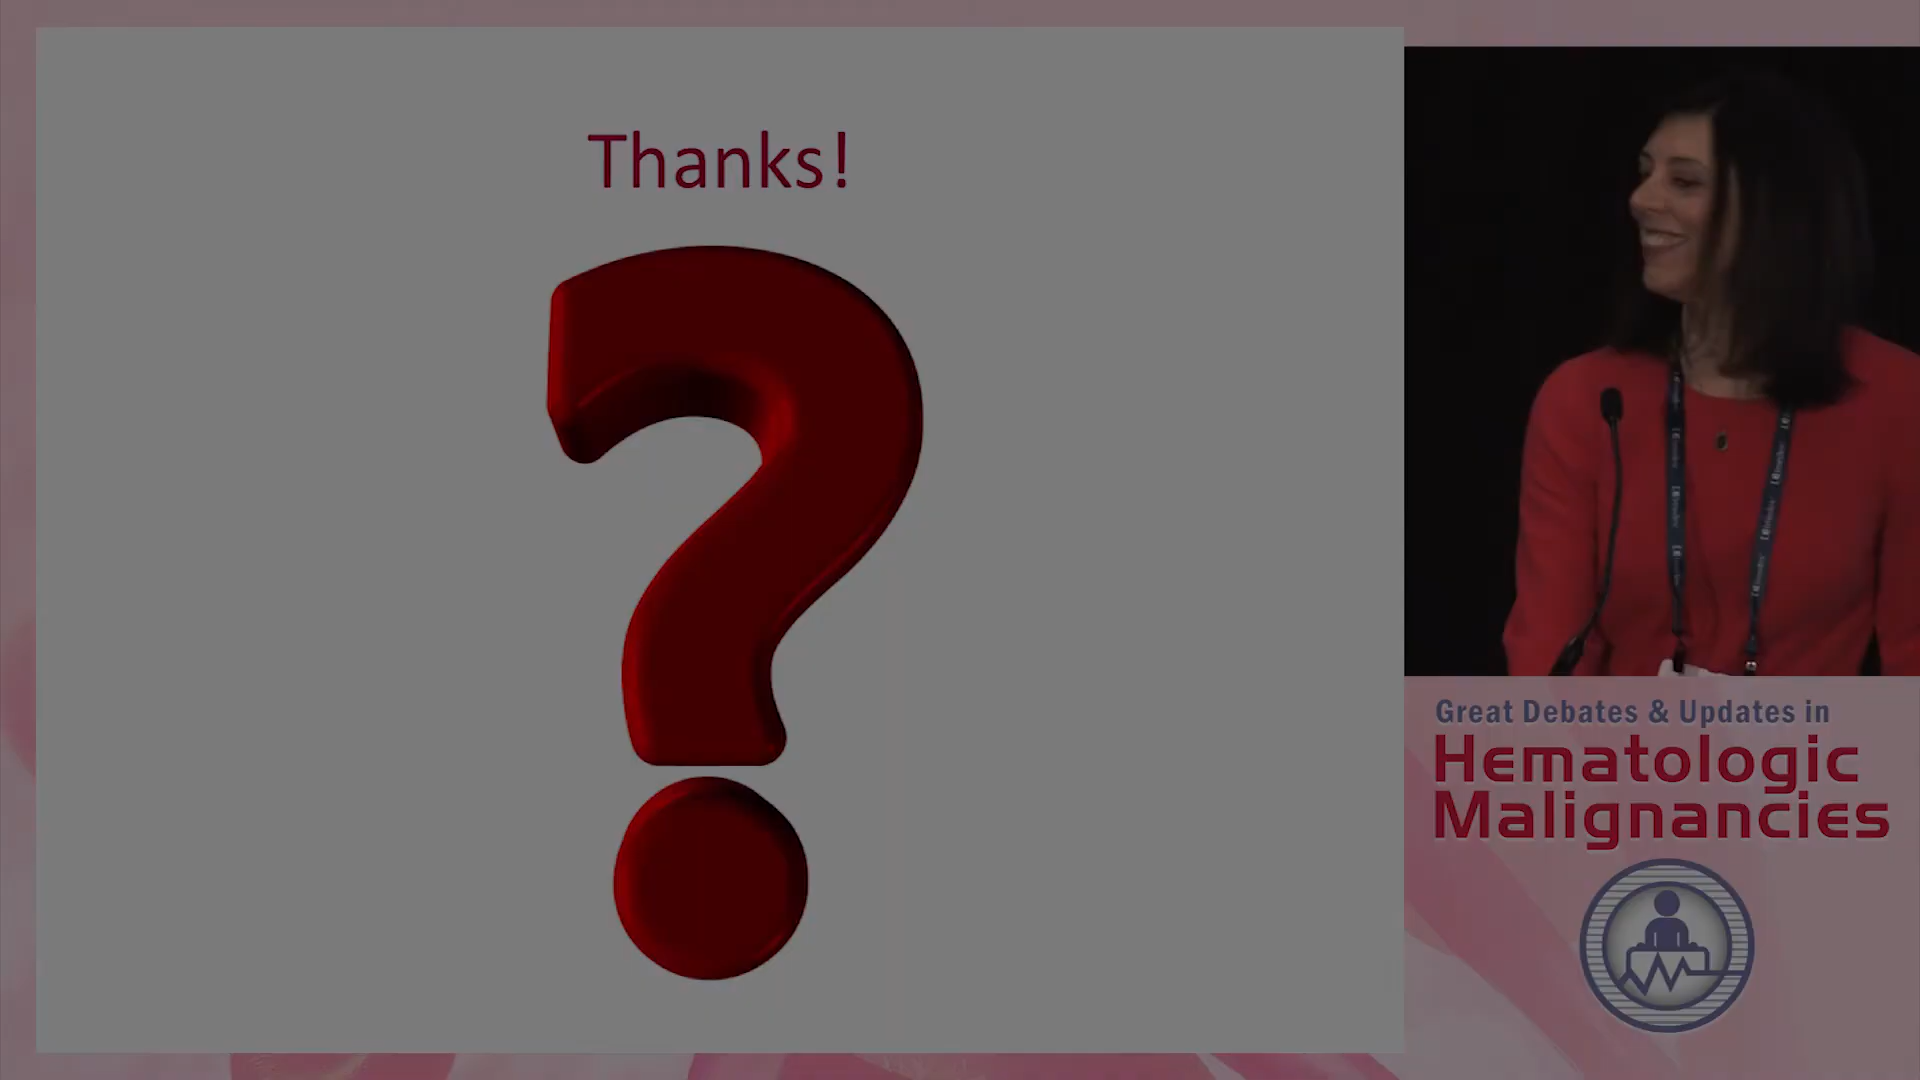 Thanks!
Great Debates & Updates in
Hematologic
Malignancies